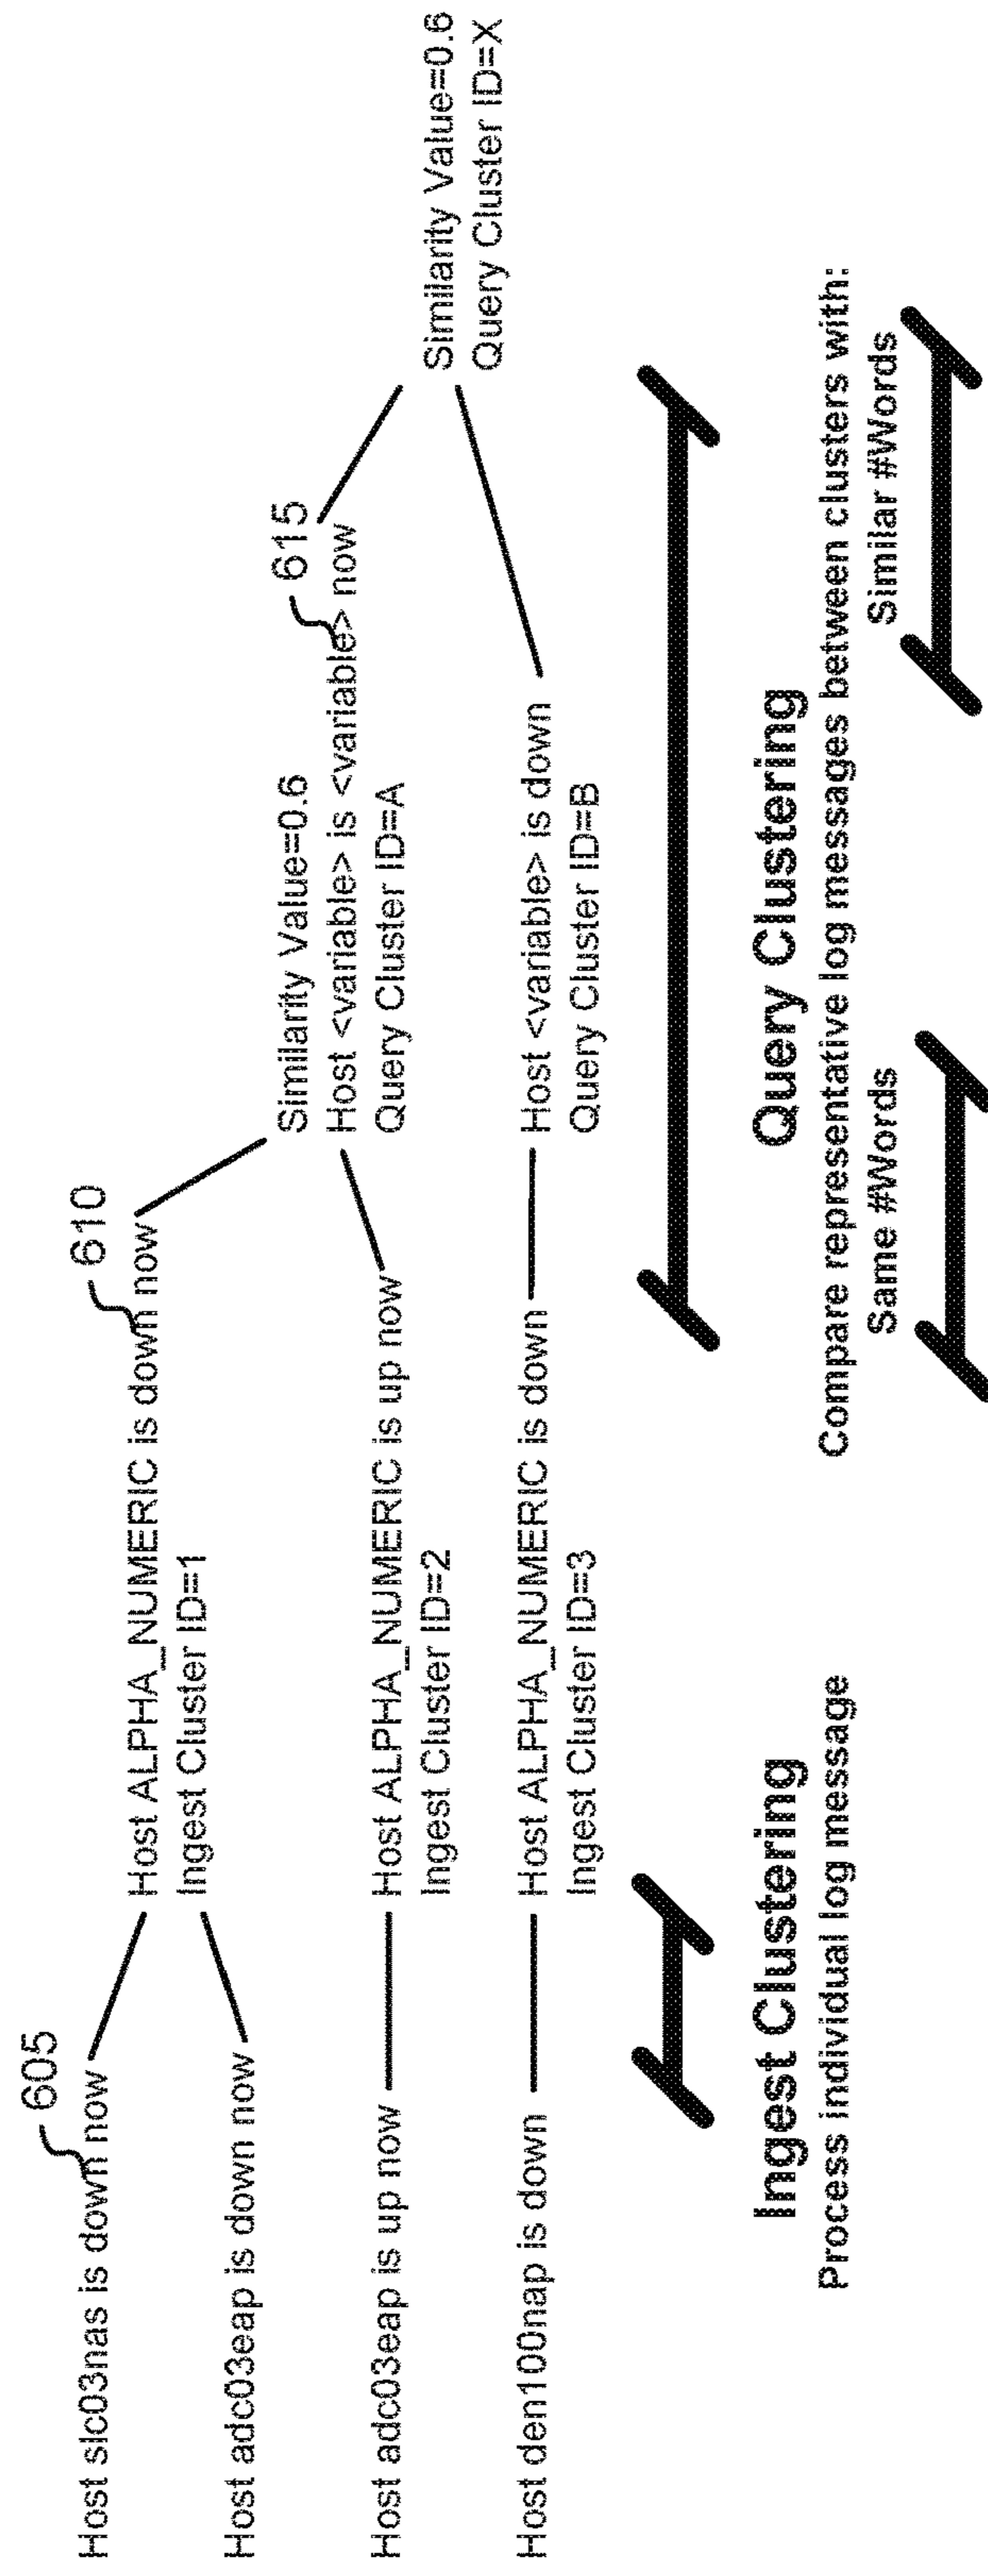 605
Host slc03nas is down now
Host adc03eap is down now
Host adc03eap is up now
Host den100nap is down
610
Host ALPHA_NUMERIC is down now
Ingest Cluster ID=1
Host ALPHA_NUMERIC is up now
Ingest Cluster ID=2
Host ALPHA_NUMERIC is down
Ingest Cluster ID=3
615
Similarity Value=0.6
Host <variable> is <variable> now
Query Cluster ID=A
Host <variable> is down
Query Cluster ID=B
Similarity Value=0.6
Query Cluster ID=X
Ingest Clustering
Process individual log message
Query Clustering
Compare representative log messages between clusters with:
Same #Words
Similar #Words